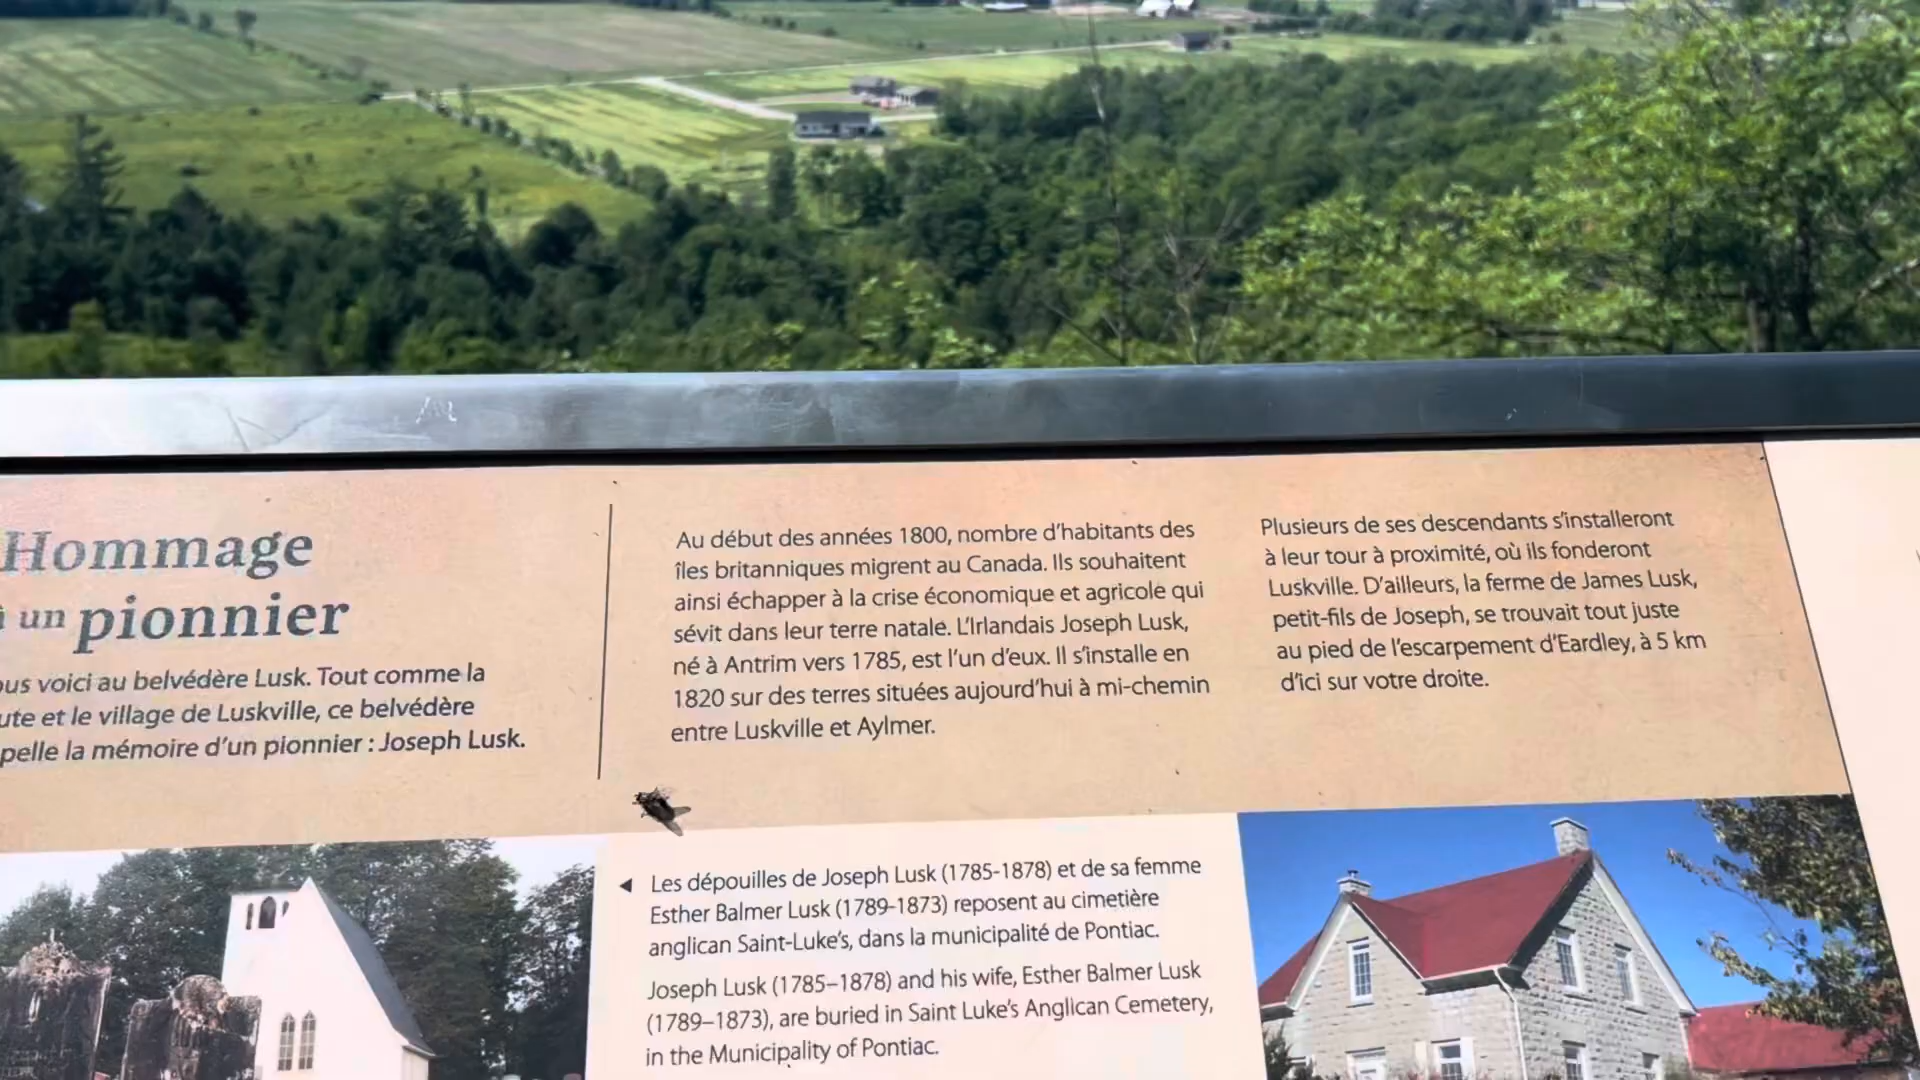 Hommage
à un pionnier
ous voici au belvédère Lusk. Tout comme la
ute et le village de Luskville, ce belvédère
pelle la mémoire d'un pionnier : Joseph Lusk.
Au début des années 1800, nombre d'habitants des
îles britanniques migrent au Canada. Ils souhaitent
ainsi échapper à la crise économique et agricole qui
sévit dans leur terre natale. L'Irlandais Joseph Lusk,
né à Antrim vers 1785, est l'un d'eux. Il s'installe en
1820 sur des terres situées aujourd'hui à mi-chemin
entre Luskville et Aylmer.
Plusieurs de ses descendants s'installeront
à leur tour à proximité, où ils fonderont
Luskville. D'ailleurs, la ferme de James Lusk,
petit-fils de Joseph, se trouvait tout juste
au pied de l'escarpement d'Eardley, à 5 km
d'ici sur votre droite.
Les dépouilles de Joseph Lusk (1785-1878) et de sa femme
Esther Balmer Lusk (1789-1873) reposent au cimetière
anglican Saint-Luke's, dans la municipalité de Pontiac.
Joseph Lusk (1785–1878) and his wife, Esther Balmer Lusk
(1789–1873), are buried in Saint Luke's Anglican Cemetery,
in the Municipality of Pontiac.